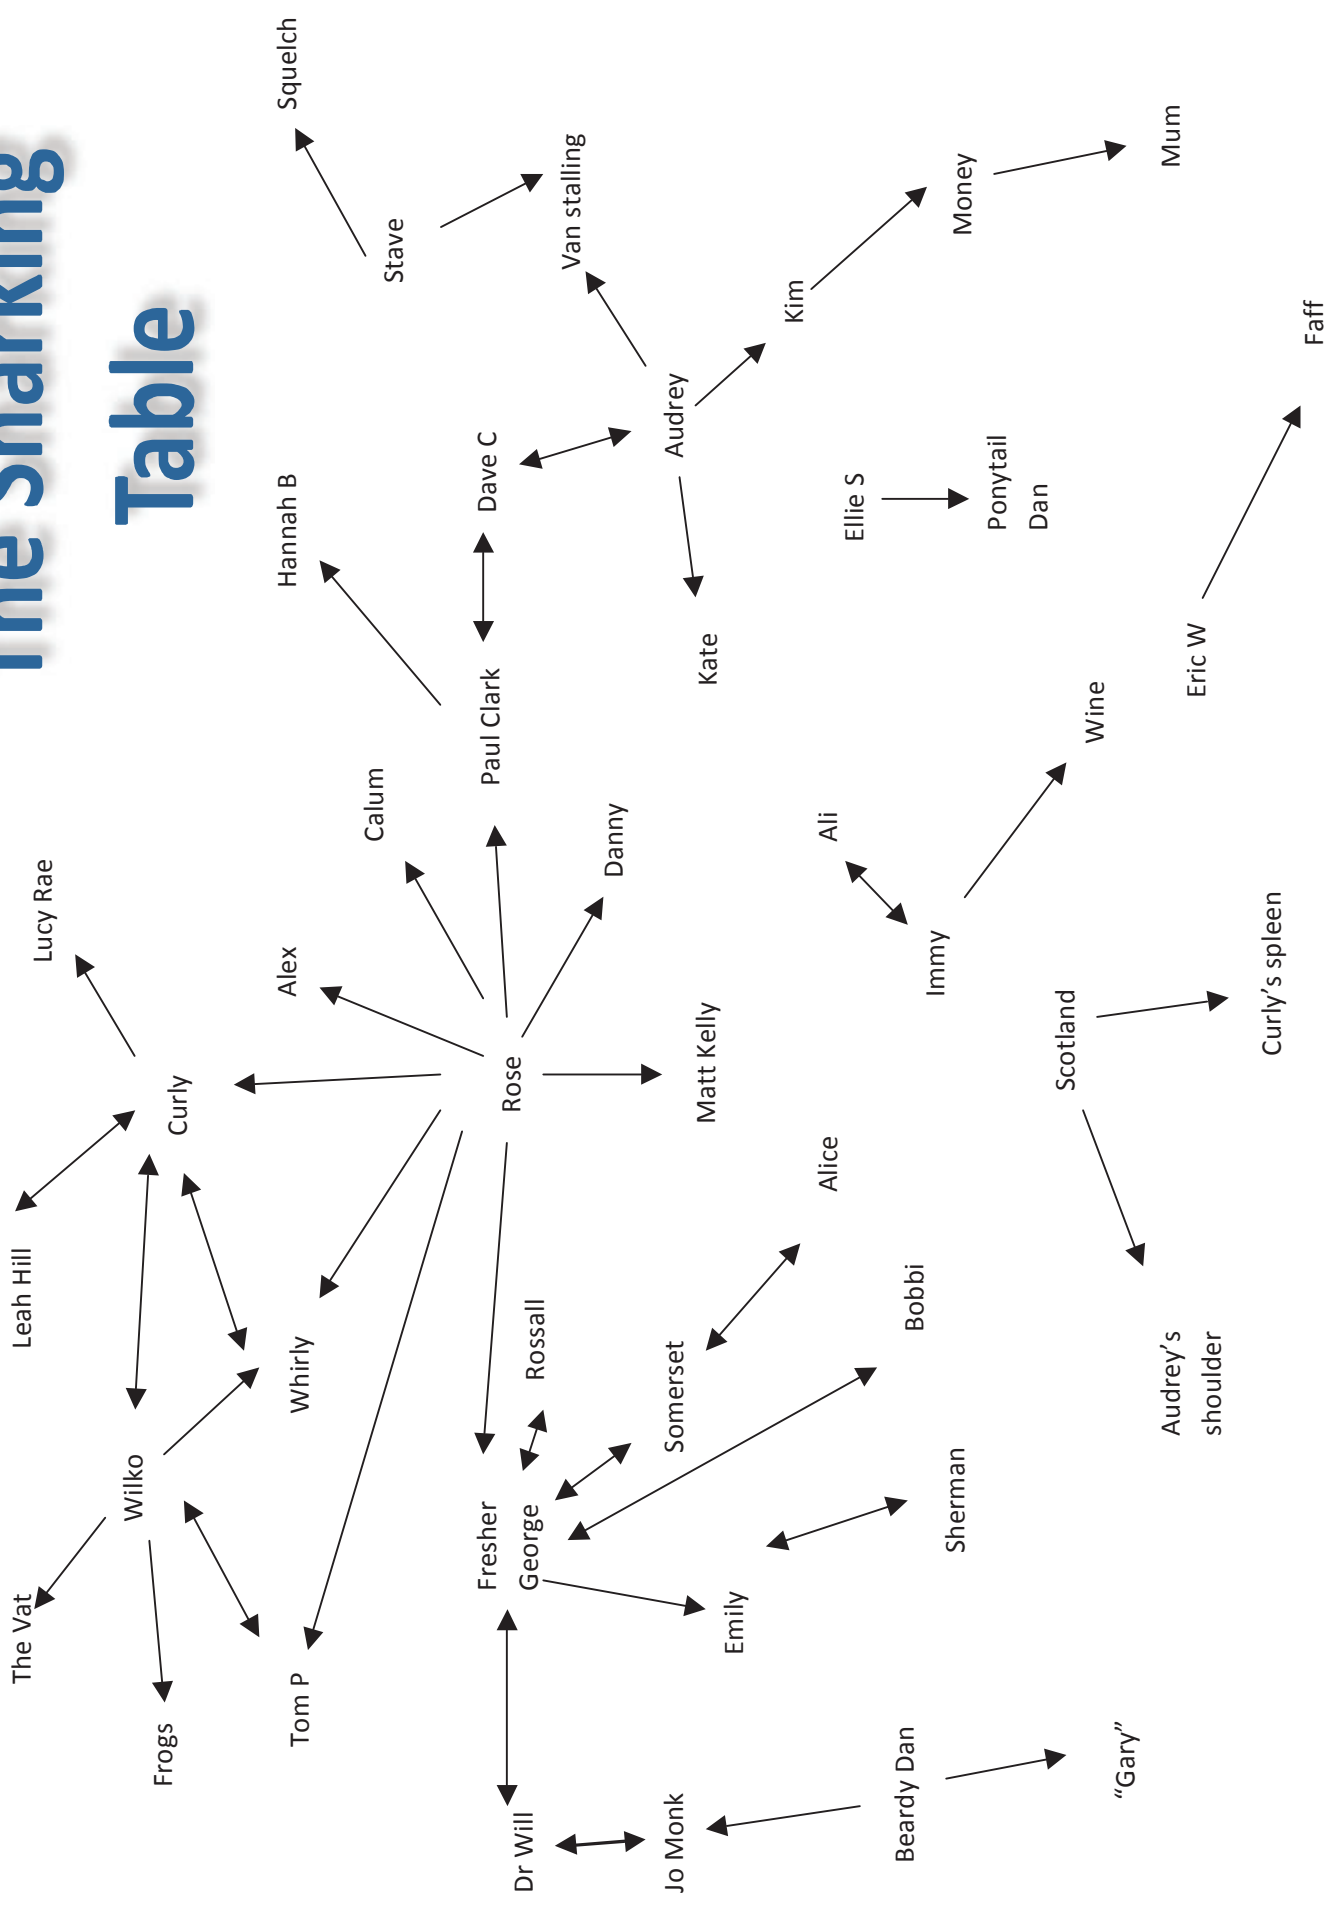 The Sharking
Table
The Vat
Leah Hill
Lucy Rae
Wilko
Frogs
Curly
Tom P
Whirly
Alex
Hannah B
Squelch
Calum
Stave
Fresher
George
Paul Clark
Dave C
Dr Will
Rossall
Rose
Van stalling
Danny
Jo Monk
Somerset
Audrey
Matt Kelly
Kate
Emily
Kim
Alice
Ali
Ellie S
Beardy Dan
Bobbi
Immy
Sherman
Money
Ponytail
Dan
Scotland
Wine
"Gary"
Audrey's
shoulder
Mum
Eric W
Curly's spleen
Faff